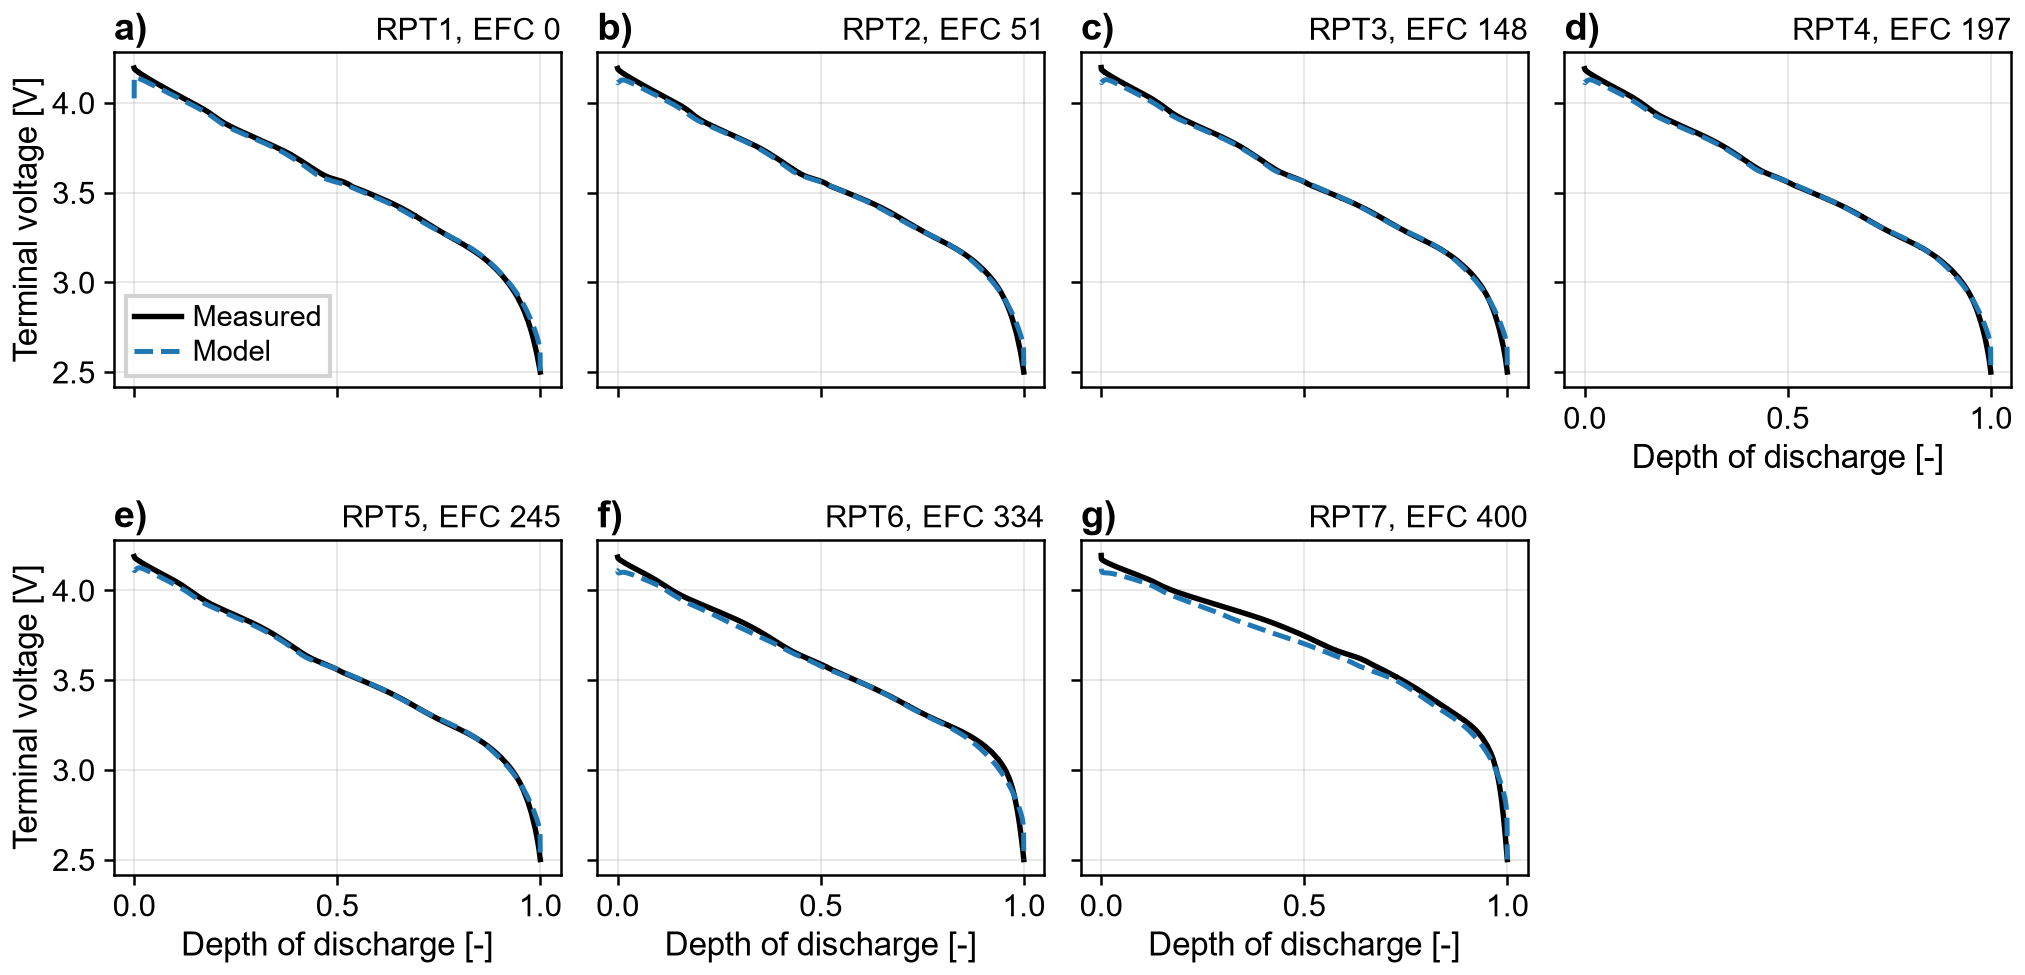 a) RPT1, EFC 0
b) RPT2, EFC 51
c) RPT3, EFC 148
d) RPT4, EFC 197
Terminal voltage [V]
4.0
3.5
3.0
2.5
Measured
Model
0.0 0.5 1.0
Depth of discharge [-]
e) RPT5, EFC 245
f) RPT6, EFC 334
g) RPT7, EFC 400
Terminal voltage [V]
4.0
3.5
3.0
2.5
0.0 0.5 1.0
0.0 0.5 1.0
0.0 0.5 1.0
Depth of discharge [-]
Depth of discharge [-]
Depth of discharge [-]